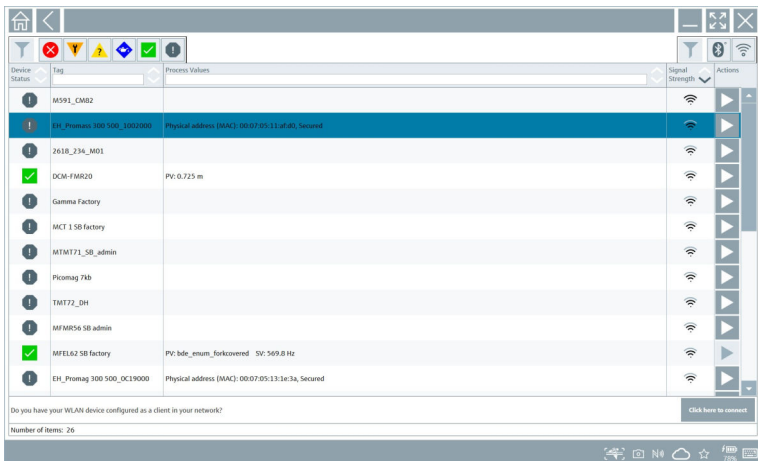 Device Status Tag Process Values Signal Strength Actions
M591_CM82
EH_Promass 300 500_1002000 Physical address (MAC): 00:07:05:11:af:d0, Secured
2618_234_M01
DCM-FMR20 PV: 0.725 m
Gamma Factory
MCT 1 SB factory
MTMT71_SB_admin
Picomag 7kb
TMT72_DH
MFMR56 SB admin
MFEL62 SB factory PV: bde_enum_forkcovered SV: 569.8 Hz
EH_Promag 300 500_0C19000 Physical address (MAC): 00:07:05:13:1e:3a, Secured
Do you have your WLAN device configured as a client in your network? Click here to connect
Number of items: 26
78%